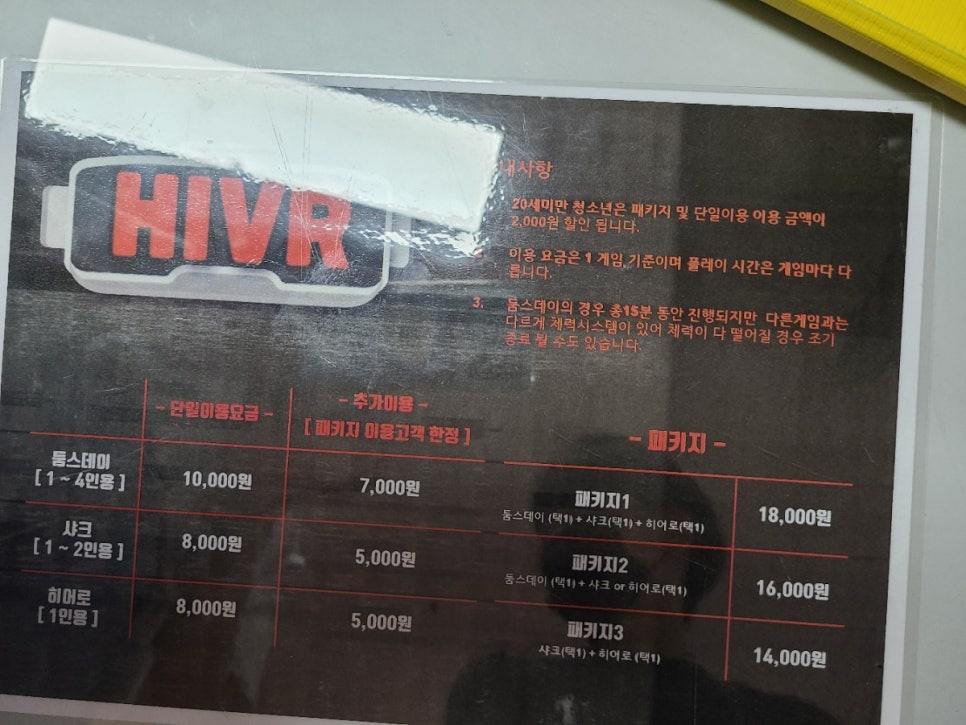 HIVR
내사항
20세미만 청소년은 패키지 및 단일이용 이용 금액이
2,000원 할인 됩니다.
이용 요금은 1 게임 기준이며 플레이 시간은 게임마다 다
릅니다.
3. 둠스데이의 경우 총15분 동안 진행되지만 다른게임과는
다르게 체력시스템이 있어 체력이 다 떨어질 경우 조기
종료 될 수도 있습니다.
- 단일이용요금 -
- 추가이용 -
[ 패키지 이용고객 한정 ]
둠스데이
[ 1 ~ 4인용 ]
10,000원
7,000원
샤크
[ 1 ~ 2인용 ]
8,000원
5,000원
히어로
[ 1인용 ]
8,000원
5,000원
- 패키지 -
패키지1
둠스데이 (택1) + 샤크(택1) + 히어로(택1)
18,000원
패키지2
둠스데이 (택1) + 샤크 or 히어로(택1)
16,000원
패키지3
샤크(택1) + 히어로 (택1)
14,000원